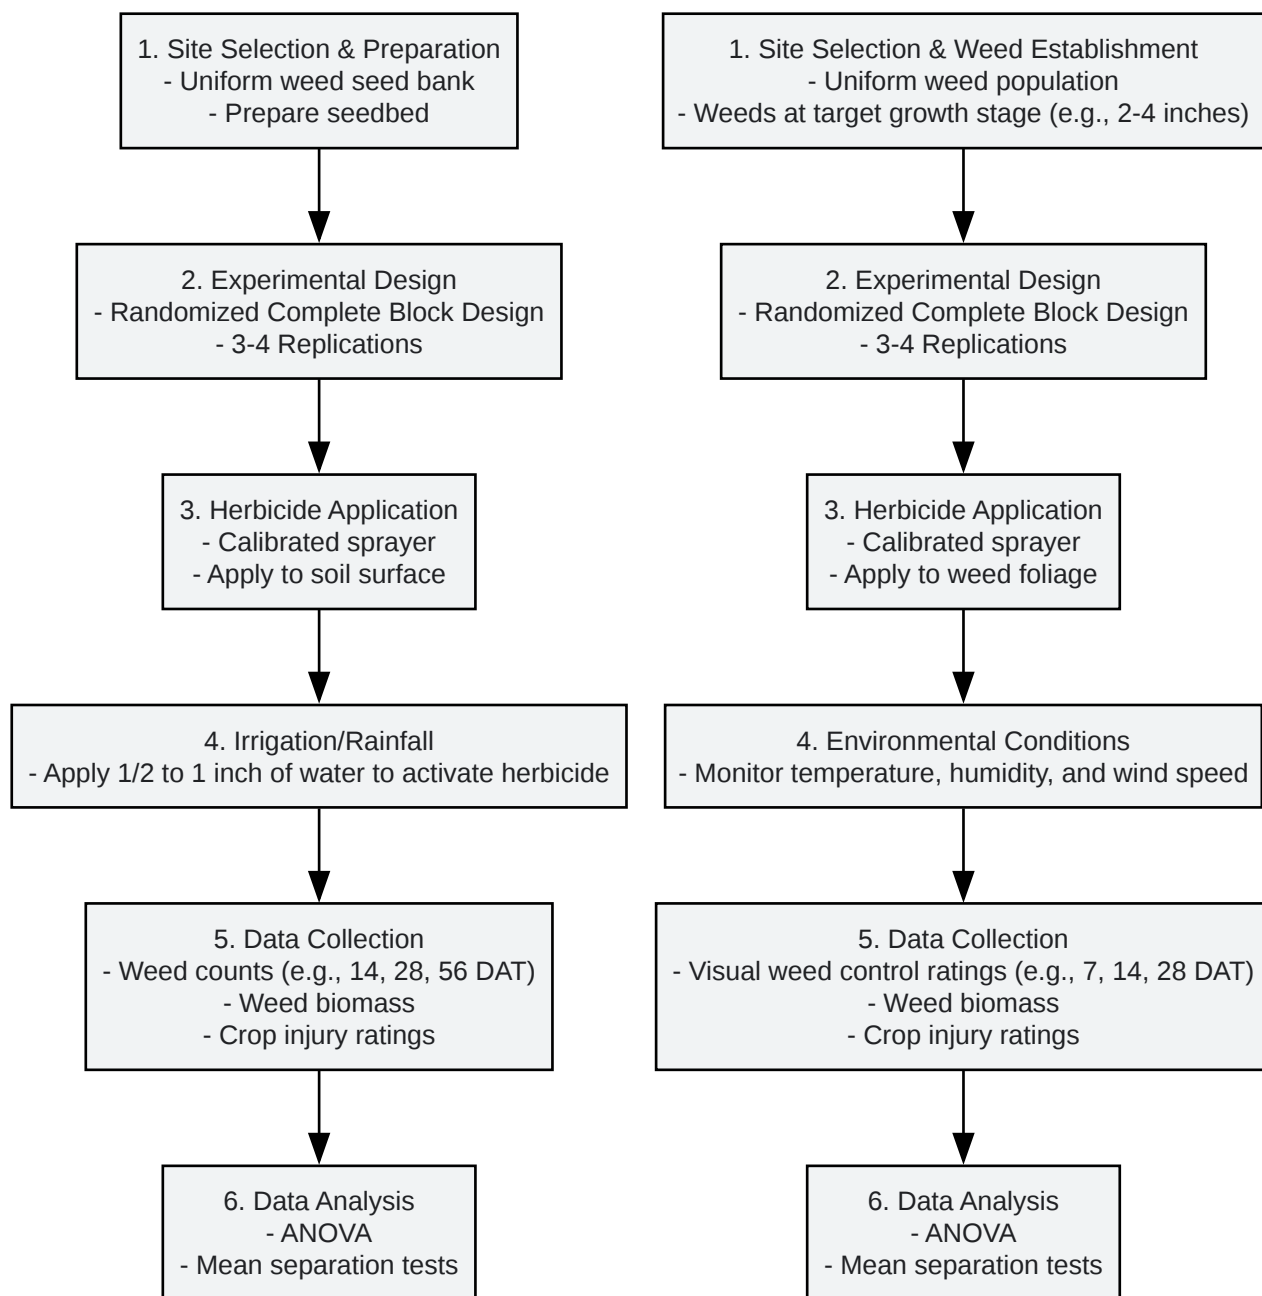 1. Site Selection & Preparation
- Uniform weed seed bank
- Prepare seedbed
2. Experimental Design
- Randomized Complete Block Design
- 3-4 Replications
3. Herbicide Application
- Calibrated sprayer
- Apply to soil surface
4. Irrigation/Rainfall
- Apply 1/2 to 1 inch of water to activate herbicide
5. Data Collection
- Weed counts (e.g., 14, 28, 56 DAT)
- Weed biomass
- Crop injury ratings
6. Data Analysis
- ANOVA
- Mean separation tests
1. Site Selection & Weed Establishment
- Uniform weed population
- Weeds at target growth stage (e.g., 2-4 inches)
2. Experimental Design
- Randomized Complete Block Design
- 3-4 Replications
3. Herbicide Application
- Calibrated sprayer
- Apply to weed foliage
4. Environmental Conditions
- Monitor temperature, humidity, and wind speed
5. Data Collection
- Visual weed control ratings (e.g., 7, 14, 28 DAT)
- Weed biomass
- Crop injury ratings
6. Data Analysis
- ANOVA
- Mean separation tests